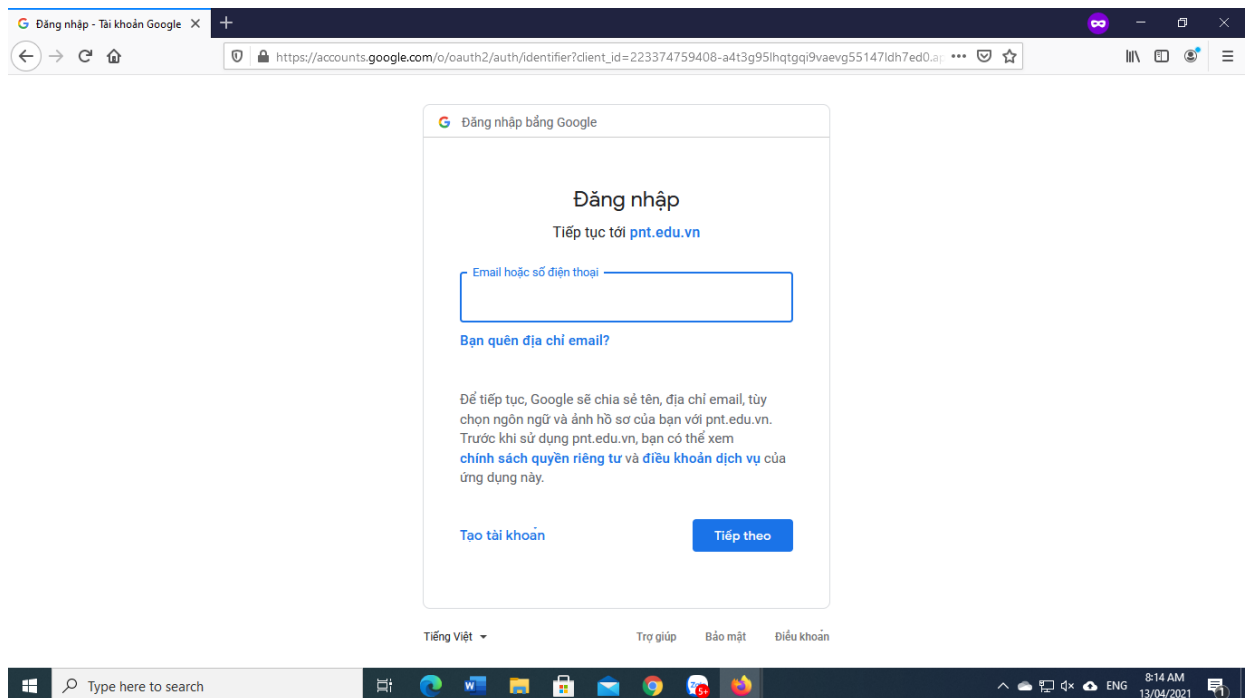 Đăng nhập - Tài khoản Google
https://accounts.google.com/o/oauth2/auth/identifier?client_id=223374759408-a4t3g95lhqtgqi9vaevg55147ldh7ed0.ap
Đăng nhập bằng Google
Đăng nhập
Tiếp tục tới pnt.edu.vn
Email hoặc số điện thoại
Bạn quên địa chỉ email?
Để tiếp tục, Google sẽ chia sẻ tên, địa chỉ email, tùy
chọn ngôn ngữ và ảnh hồ sơ của bạn với pnt.edu.vn.
Trước khi sử dụng pnt.edu.vn, bạn có thể xem
chính sách quyền riêng tư và điều khoản dịch vụ của
ứng dụng này.
Tạo tài khoản
Tiếp theo
Tiếng Việt
Trợ giúp
Bảo mật
Điều khoản
Type here to search
Zalo
5+
ENG
8:14 AM
13/04/2021
1